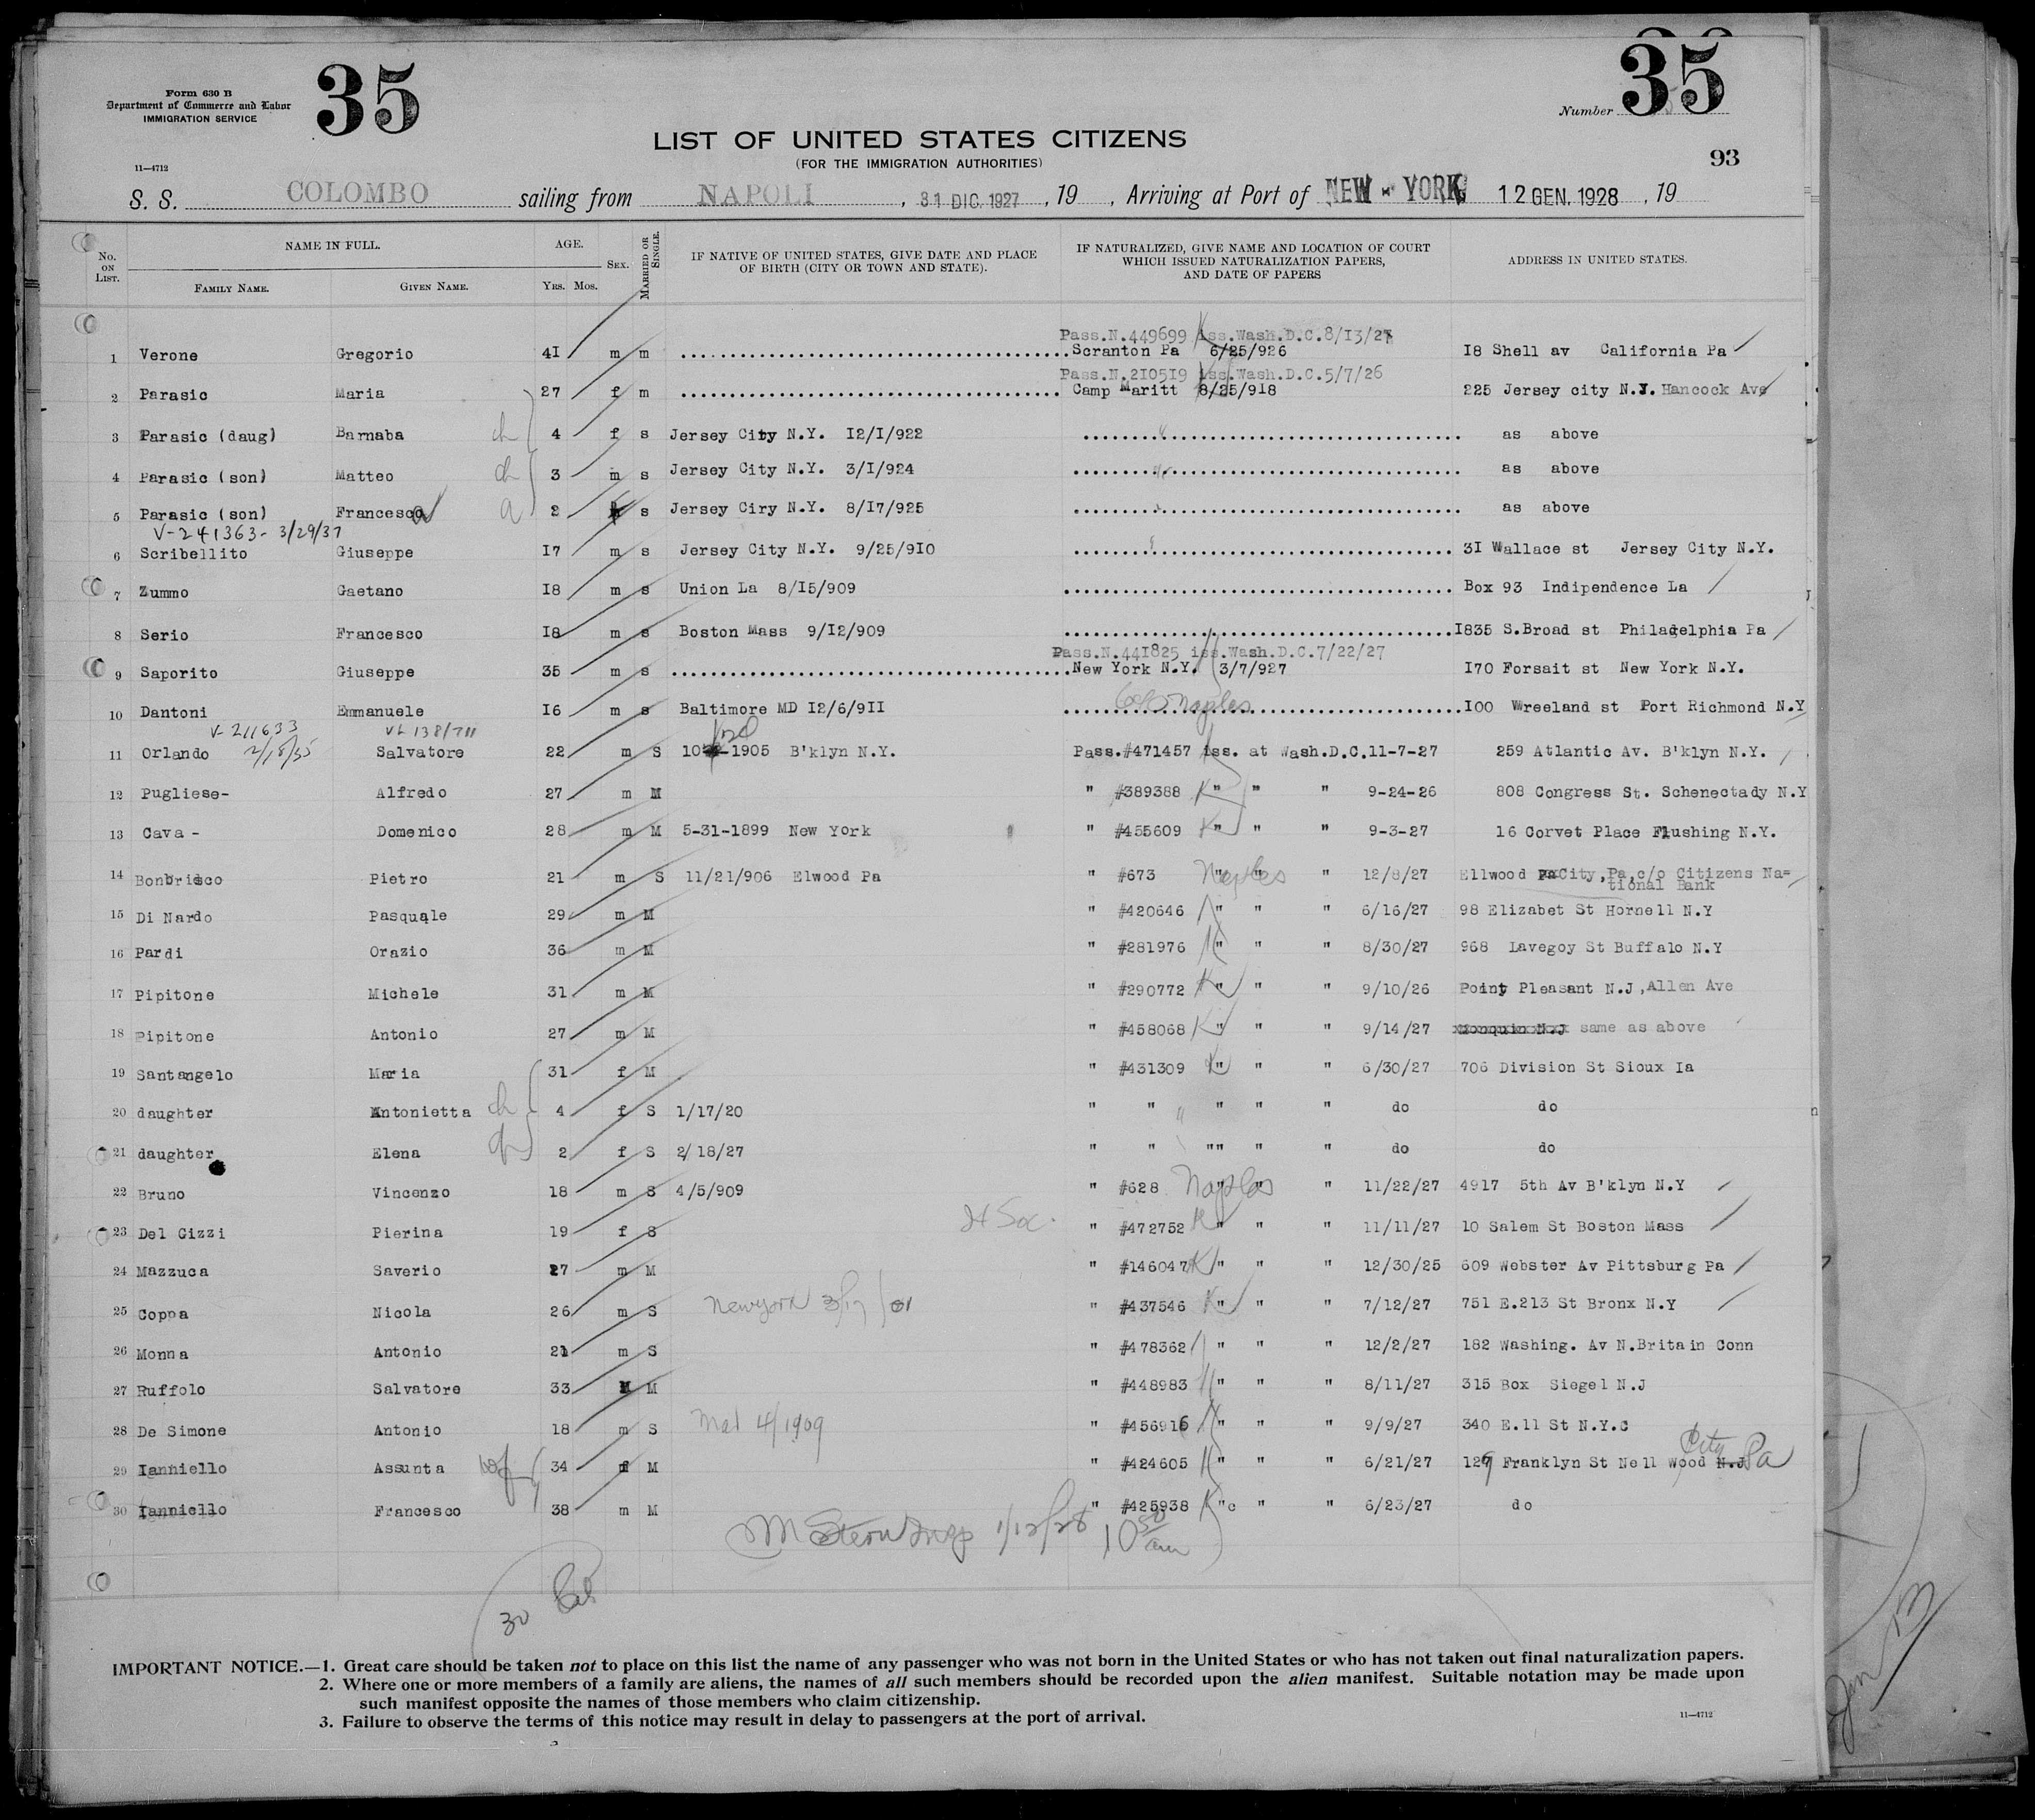 Form 630 B
Department of Commerce and Labor
IMMIGRATION SERVICE
35
Number 35
LIST OF UNITED STATES CITIZENS
(FOR THE IMMIGRATION AUTHORITIES)
93
11—4712
S. S. COLOMBO sailing from NAPOLI , 31 DIC. 1927 , 19 , Arriving at Port of NEW - YORK 12 GEN. 1928 , 19
No. ON LIST. NAME IN FULL. FAMILY NAME. GIVEN NAME. AGE. YRS. MOS. SEX. MARRIED OR SINGLE. IF NATIVE OF UNITED STATES, GIVE DATE AND PLACE OF BIRTH (CITY OR TOWN AND STATE). IF NATURALIZED, GIVE NAME AND LOCATION OF COURT WHICH ISSUED NATURALIZATION PAPERS, AND DATE OF PAPERS ADDRESS IN UNITED STATES.
Pass.N.449699 iss.Wash.D.C.8/13/27
1 Verone Gregorio 41 m m Scranton Pa 6/25/926 18 Shell av California Pa
Pass.N.210519 iss.Wash.D.C.5/7/26
2 Parasic Maria 27 f m Camp Maritt 8/25/918 225 Jersey city N.J. Hancock Ave
3 Parasic (daug) Barnaba ch 4 f s Jersey City N.Y. 12/1/922 as above
4 Parasic (son) Matteo ch 3 m s Jersey City N.Y. 3/1/924 as above
5 Parasic (son) Francesca 2 f s Jersey Ciry N.Y. 8/17/925 as above
V-241363- 3/29/37
6 Scribellito Giuseppe 17 m s Jersey City N.Y. 9/25/910 31 Wallace st Jersey City N.Y.
7 Zummo Gaetano 18 m s Union La 8/15/909 Box 93 Indipendence La
8 Serio Francesco 18 m s Boston Mass 9/12/909 1835 S.Broad st Philadelphia Pa
Pass.N.441825 iss.Wash.D.C.7/22/27
9 Saporito Giuseppe 35 m s New York N.Y. 3/7/927 170 Forsait st New York N.Y.
10 Dantoni Emmanuele 16 m s Baltimore MD 12/6/911 Naples 100 Wreeland st Port Richmond N.Y
V-211633
2/18/35
11 Orlando Salvatore 22 m S 10 -1905 B'klyn N.Y. Pass.#471457 iss. at Wash.D.C.11-7-27 259 Atlantic Av. B'klyn N.Y.
12 Pugliese- Alfredo 27 m M " #389388 " " " 9-24-26 808 Congress St. Schenectady N.Y
13 Cava - Domenico 28 m M 5-31-1899 New York " #455609 " " " 9-3-27 16 Corvet Place Flushing N.Y.
14 Bonbrisco Pietro 21 m S 11/21/906 Elwood Pa " #673 Naples " 12/8/27 Ellwood City,Pa,c/o Citizens Na=
tional Bank
15 Di Nardo Pasquale 29 m M " #420646 " " " 6/16/27 98 Elizabet St Hornell N.Y
16 Pardi Orazio 36 m M " #281976 " " " 8/30/27 968 Lavegoy St Buffalo N.Y
17 Pipitone Michele 31 m M " #290772 " " " 9/10/26 Point Pleasant N.J,Allen Ave
18 Pipitone Antonio 27 m M " #458068 " " " 9/14/27 same as above
19 Santangelo Maria 31 f M " #431309 " " " 6/30/27 706 Division St Sioux Ia
20 daughter Antonietta ch 4 f S 1/17/20 " " " " " do do
21 daughter Elena ch 2 f S 2/18/27 " " "" " " do do
22 Bruno Vincenzo 18 m S 4/5/909 " #628 Naples " 11/22/27 4917 5th Av B'klyn N.Y
23 Del Gizzi Pierina 19 f S " #472752 " " " 11/11/27 10 Salem St Boston Mass
24 Mazzuca Saverio 27 m M " #146047 " " " 12/30/25 609 Webster Av Pittsburg Pa
25 Coppa Nicola 26 m S New york 3/17/01 " #437546 " " " 7/12/27 751 E.213 St Bronx N.Y
26 Monna Antonio 21 m S " #478362 " " " 12/2/27 182 Washing. Av N.Britain Conn
27 Ruffolo Salvatore 33 M M " #448983 " " " 8/11/27 315 Box Siegel N.J
28 De Simone Antonio 18 m S 4/1909 " #456916 " " " 9/9/27 340 E.11 St N.Y.C
29 Ianniello Assunta wf 34 f M " #424605 " " " 6/21/27 129 Franklyn St Nell Wood City Pa
30 Ianniello Francesco 38 m M " #425938 "c " " 6/23/27 do
M Stern Insp 1/12/28 10 50 am
30
IMPORTANT NOTICE.—1. Great care should be taken not to place on this list the name of any passenger who was not born in the United States or who has not taken out final naturalization papers.
2. Where one or more members of a family are aliens, the names of all such members should be recorded upon the alien manifest. Suitable notation may be made upon
such manifest opposite the names of those members who claim citizenship.
3. Failure to observe the terms of this notice may result in delay to passengers at the port of arrival.
11—4712